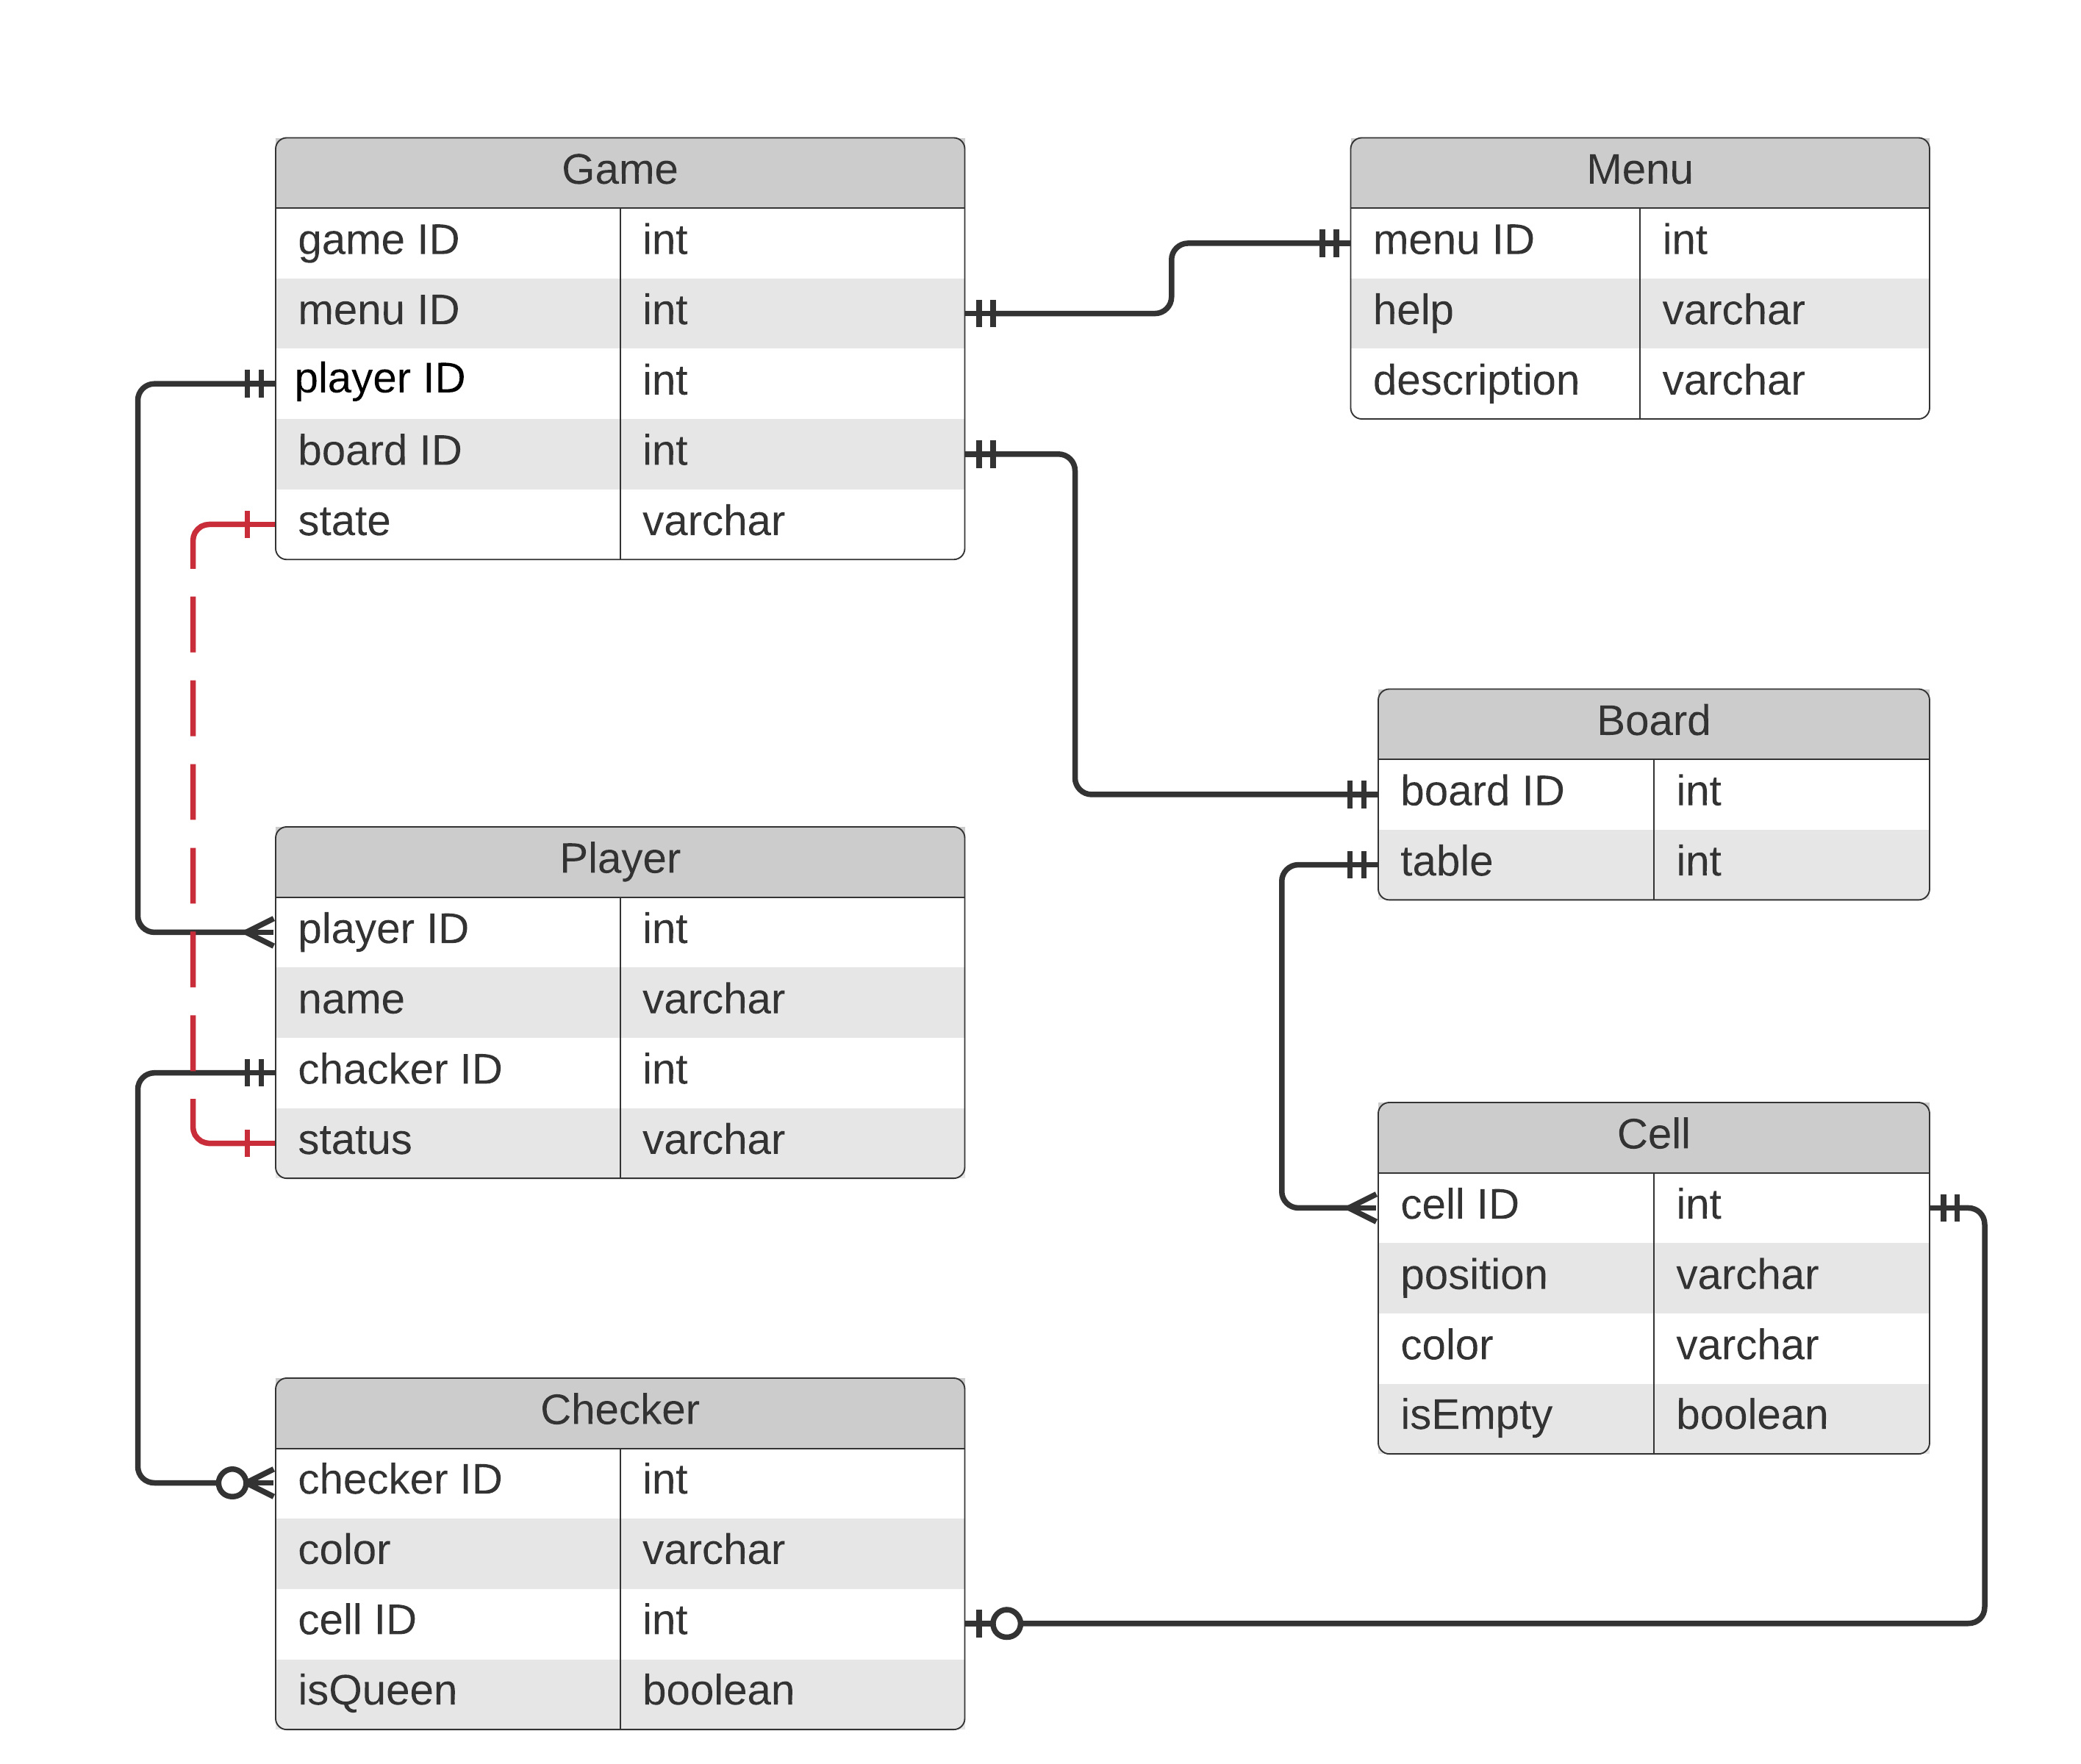 Game
game ID int
menu ID int
player ID int
board ID int
state varchar
Menu
menu ID int
help varchar
description varchar
Board
board ID int
table int
Player
player ID int
name varchar
chacker ID int
status varchar
Cell
cell ID int
position varchar
color varchar
isEmpty boolean
Checker
checker ID int
color varchar
cell ID int
isQueen boolean